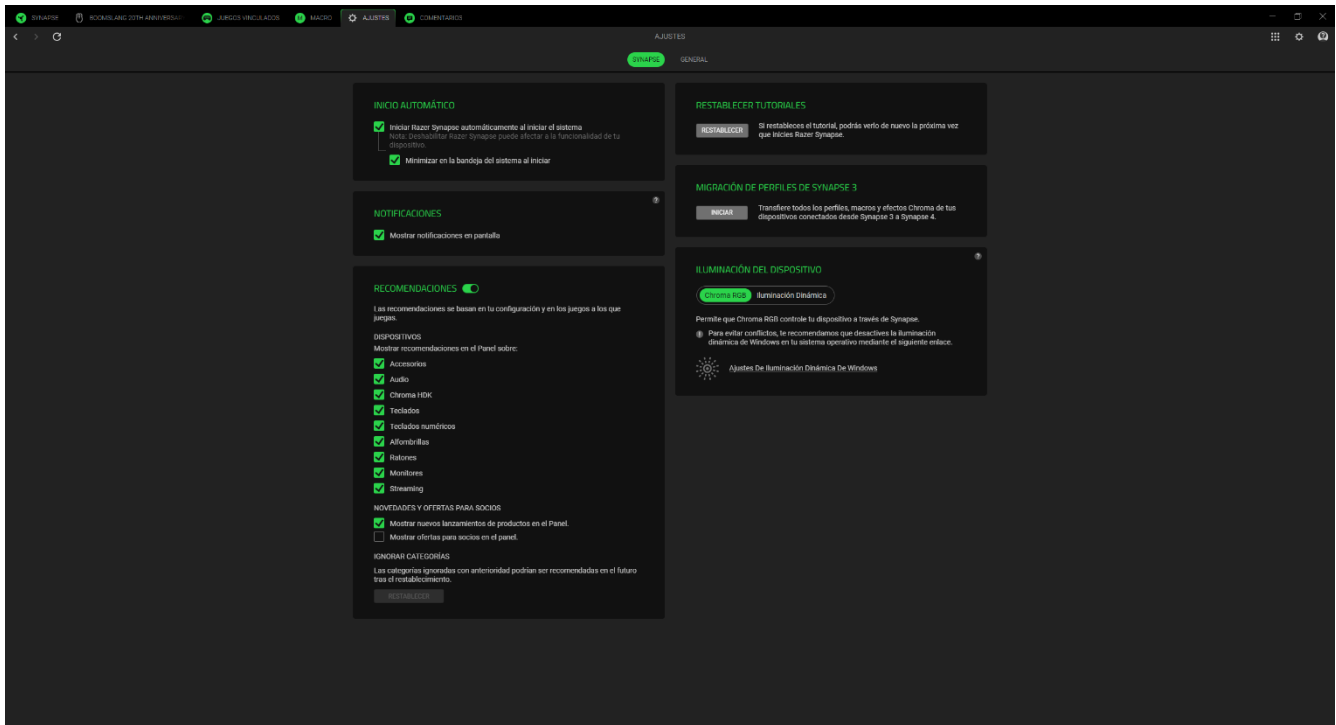 SYNAPSE
BOOMSLANG 20TH ANNIVERSAR
JUEGOS VINCULADOS
MACRO
AJUSTES
COMENTARIOS
AJUSTES
SYNAPSE
GENERAL
INICIO AUTOMÁTICO
Iniciar Razer Synapse automáticamente al iniciar el sistema
Nota: Deshabilitar Razer Synapse puede afectar a la funcionalidad de tu
dispositivo.
Minimizar en la bandeja del sistema al iniciar
NOTIFICACIONES
Mostrar notificaciones en pantalla
RECOMENDACIONES
Las recomendaciones se basan en tu configuración y en los juegos a los que
juegas.
DISPOSITIVOS
Mostrar recomendaciones en el Panel sobre:
Accesorios
Audio
Chroma HDK
Teclados
Teclados numéricos
Alfombrillas
Ratones
Monitores
Streaming
NOVEDADES Y OFERTAS PARA SOCIOS
Mostrar nuevos lanzamientos de productos en el Panel.
Mostrar ofertas para socios en el panel.
IGNORAR CATEGORÍAS
Las categorías ignoradas con anterioridad podrían ser recomendadas en el futuro
tras el restablecimiento.
RESTABLECER
RESTABLECER TUTORIALES
RESTABLECER
Si restableces el tutorial, podrás verlo de nuevo la próxima vez
que inicies Razer Synapse.
MIGRACIÓN DE PERFILES DE SYNAPSE 3
INICIAR
Transfiere todos los perfiles, macros y efectos Chroma de tus
dispositivos conectados desde Synapse 3 a Synapse 4.
ILUMINACIÓN DEL DISPOSITIVO
Chroma RGB
Iluminación Dinámica
Permite que Chroma RGB controle tu dispositivo a través de Synapse.
Para evitar conflictos, te recomendamos que desactives la iluminación
dinámica de Windows en tu sistema operativo mediante el siguiente enlace.
Ajustes De Iluminación Dinámica De Windows